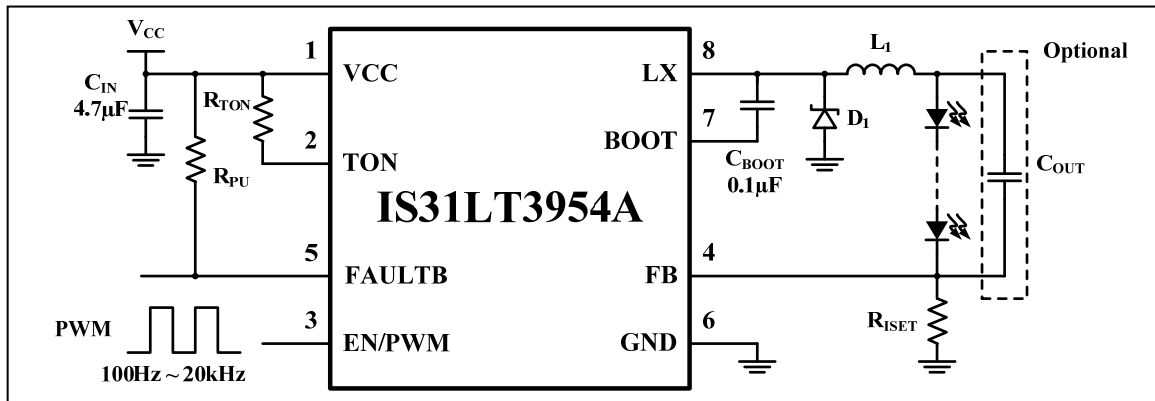 VCC
CIN
4.7µF
RTON
RPU
1
VCC
2
TON
5
FAULTB
3
EN/PWM
PWM
100Hz ~ 20kHz
IS31LT3954A
8
LX
7
BOOT
4
FB
6
GND
CBOOT
0.1µF
D1
L1
Optional
COUT
RISET